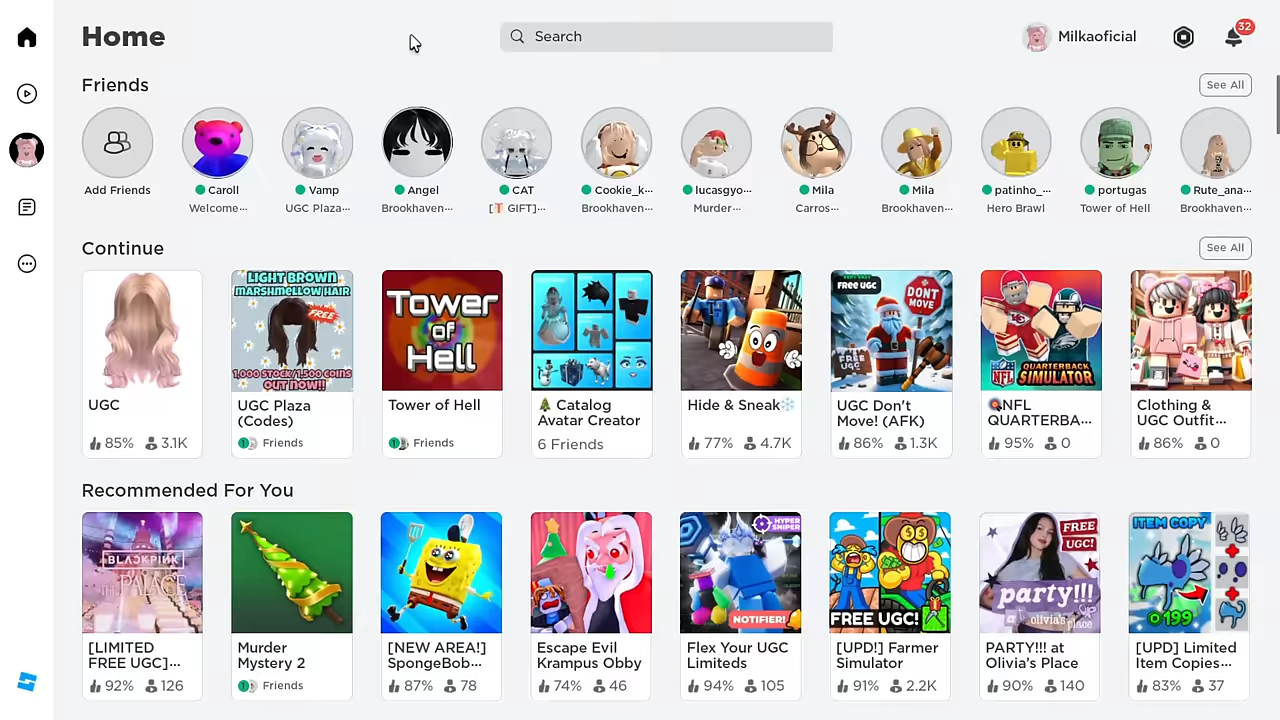 Home
Search
Milkaoficial
32
Friends
See All
Add Friends
Caroll
Welcome···
Vamp
UGC Plaza···
Angel
Brookhaven···
CAT
[🎁 GIFT]···
Cookie_k···
Brookhaven···
lucasgyo···
Murder···
Mila
Carros···
Mila
Brookhaven···
patinho_···
Hero Brawl
portugas
Tower of Hell
Rute_ana···
Brookhaven···
Continue
See All
UGC
85% 3.1K
LIGHT BROWN
MARSHMELLOW HAIR
FREE
1,000 STOCK/1,500 COINS
OUT NOW!!
UGC Plaza
(Codes)
1 Friends
Tower
of
Hell
Tower of Hell
1 Friends
🎄 Catalog
Avatar Creator
6 Friends
Hide & Sneak❄️
77% 4.7K
FREE UGC
DONT
MOVE
FREE
UGC
UGC Don't
Move! (AFK)
86% 1.3K
NFL
QUARTERBACK
SIMULATOR
NFL
QUARTERBA···
95% 0
Clothing &
UGC Outfit···
86% 0
Recommended For You
BLACKPINK
THE PALACE
[LIMITED
FREE UGC]···
92% 126
Murder
Mystery 2
1 Friends
[NEW AREA!]
SpongeBob···
87% 78
Escape Evil
Krampus Obby
74% 46
HYPER
SNIPER
NOTIFIER!
Flex Your UGC
Limiteds
94% 105
FREE UGC!
[UPD!] Farmer
Simulator
91% 2.2K
FREE
UGC!
party!!!
olivia's place
PARTY!!! at
Olivia's Place
90% 140
ITEM COPY
199
[UPD] Limited
Item Copies···
83% 37